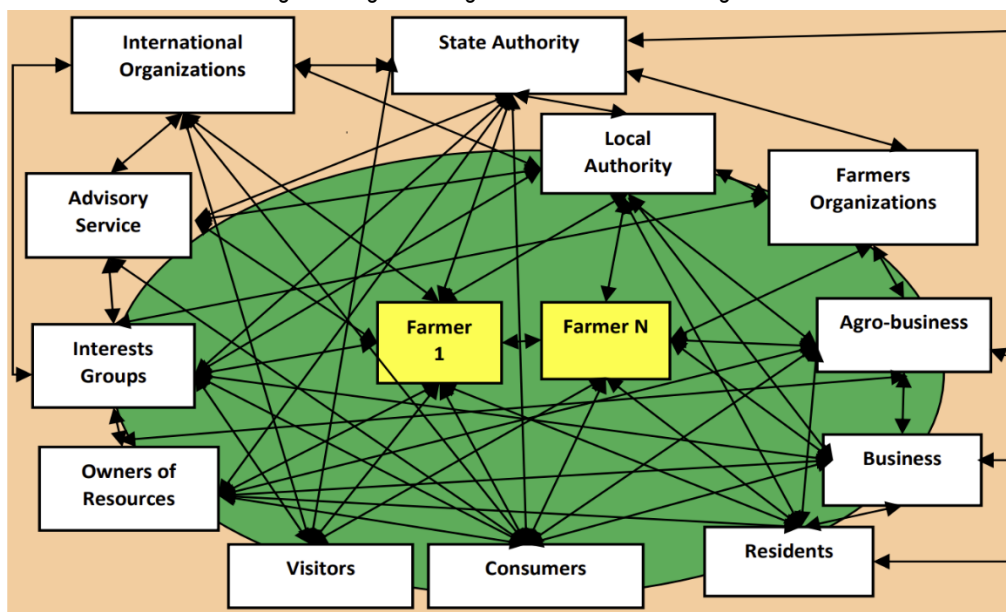 International
Organizations
State Authority
Local
Authority
Advisory
Service
Farmers
Organizations
Interests
Groups
Farmer
1
Farmer N
Agro-business
Owners of
Resources
Business
Visitors
Consumers
Residents